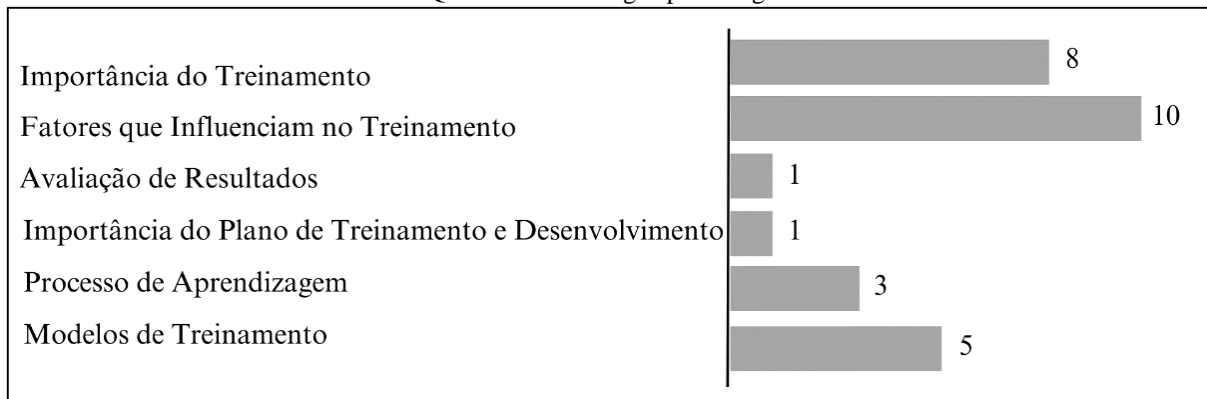 Importância do Treinamento 8
Fatores que Influenciam no Treinamento 10
Avaliação de Resultados 1
Importância do Plano de Treinamento e Desenvolvimento 1
Processo de Aprendizagem 3
Modelos de Treinamento 5